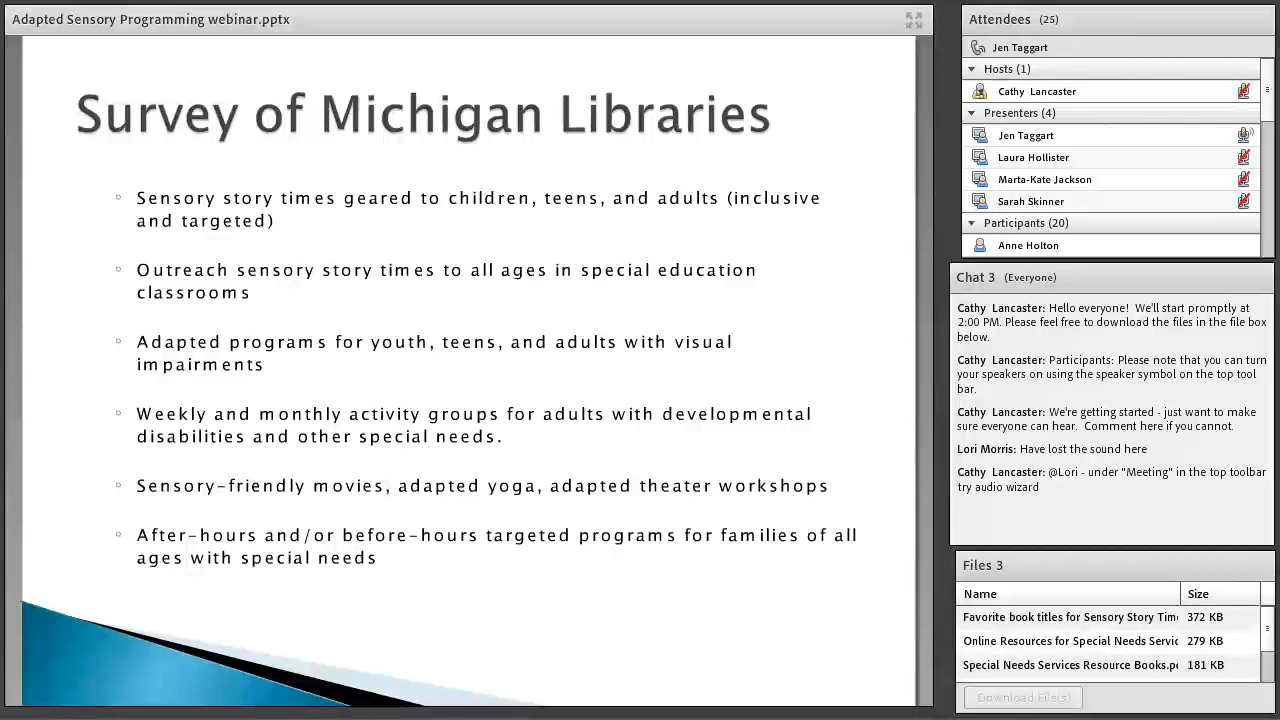 Adapted Sensory Programming webinar.pptx
Survey of Michigan Libraries
Sensory story times geared to children, teens, and adults (inclusive
and targeted)
Outreach sensory story times to all ages in special education
classrooms
Adapted programs for youth, teens, and adults with visual
impairments
Weekly and monthly activity groups for adults with developmental
disabilities and other special needs.
Sensory-friendly movies, adapted yoga, adapted theater workshops
After-hours and/or before-hours targeted programs for families of all
ages with special needs
Attendees (25)
Jen Taggart
Hosts (1)
Cathy Lancaster
Presenters (4)
Jen Taggart
Laura Hollister
Marta-Kate Jackson
Sarah Skinner
Participants (20)
Anne Holton
Chat 3 (Everyone)
Cathy Lancaster: Hello everyone! We'll start promptly at
2:00 PM. Please feel free to download the files in the file box
below.
Cathy Lancaster: Participants: Please note that you can turn
your speakers on using the speaker symbol on the top tool
bar.
Cathy Lancaster: We're getting started - just want to make
sure everyone can hear. Comment here if you cannot.
Lori Morris: Have lost the sound here
Cathy Lancaster: @Lori - under "Meeting" in the top toolbar
try audio wizard
Files 3
Name Size
Favorite book titles for Sensory Story Tim 372 KB
Online Resources for Special Needs Servic 279 KB
Special Needs Services Resource Books.p 181 KB
Download File(s)